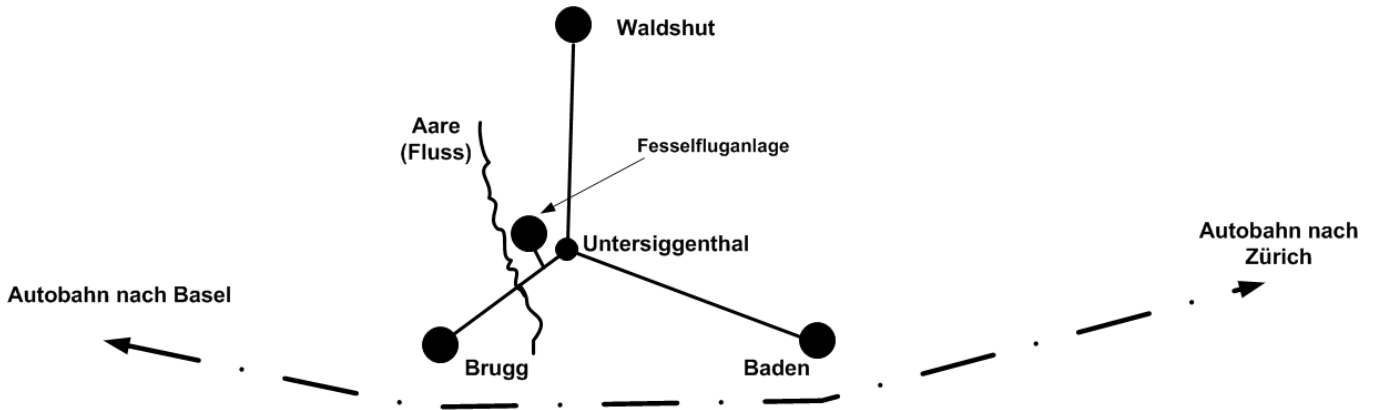 Waldshut
Aare
(Fluss)
Fesselfluganlage
Untersiggenthal
Autobahn nach
Zürich
Autobahn nach Basel
Brugg
Baden